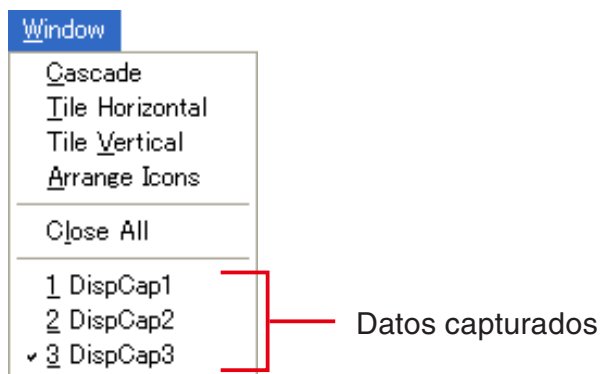 Window
Cascade
Tile Horizontal
Tile Vertical
Arrange Icons
Close All
1 DispCap1
2 DispCap2
✓ 3 DispCap3
Datos capturados